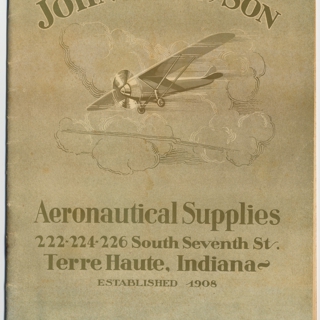 Aeronautical Supplies
222-224-226 South Seventh St.
Terre Haute, Indiana~
ESTABLISHED 1908